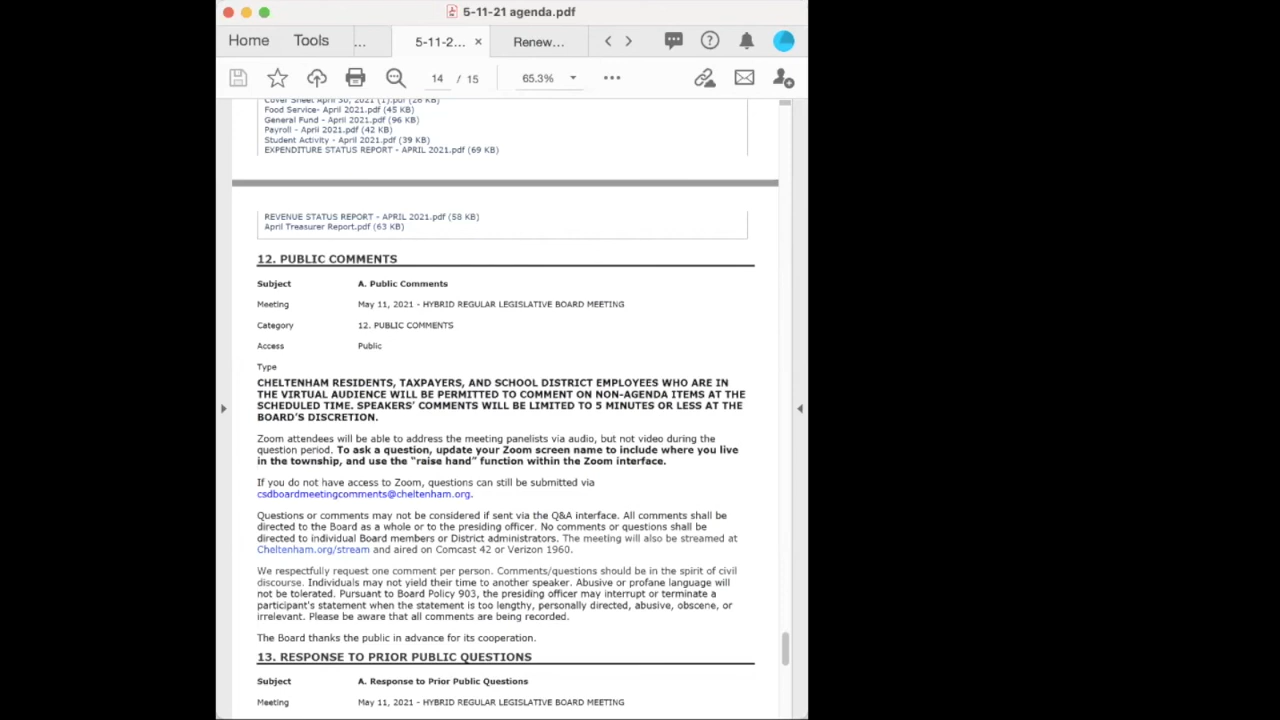 5-11-21 agenda.pdf
Home Tools ... 5-11-2... × Renew...
14 / 15 65.3%
Cover Sheet April 30, 2021 (1).pdf (26 KB)
Food Service- April 2021.pdf (45 KB)
General Fund - April 2021.pdf (96 KB)
Payroll - April 2021.pdf (42 KB)
Student Activity - April 2021.pdf (39 KB)
EXPENDITURE STATUS REPORT - APRIL 2021.pdf (69 KB)
REVENUE STATUS REPORT - APRIL 2021.pdf (58 KB)
April Treasurer Report.pdf (63 KB)
12. PUBLIC COMMENTS
Subject A. Public Comments
Meeting May 11, 2021 - HYBRID REGULAR LEGISLATIVE BOARD MEETING
Category 12. PUBLIC COMMENTS
Access Public
Type
CHELTENHAM RESIDENTS, TAXPAYERS, AND SCHOOL DISTRICT EMPLOYEES WHO ARE IN
THE VIRTUAL AUDIENCE WILL BE PERMITTED TO COMMENT ON NON-AGENDA ITEMS AT THE
SCHEDULED TIME. SPEAKERS' COMMENTS WILL BE LIMITED TO 5 MINUTES OR LESS AT THE
BOARD'S DISCRETION.
Zoom attendees will be able to address the meeting panelists via audio, but not video during the
question period. To ask a question, update your Zoom screen name to include where you live
in the township, and use the “raise hand” function within the Zoom interface.
If you do not have access to Zoom, questions can still be submitted via
csdboardmeetingcomments@cheltenham.org.
Questions or comments may not be considered if sent via the Q&A interface. All comments shall be
directed to the Board as a whole or to the presiding officer. No comments or questions shall be
directed to individual Board members or District administrators. The meeting will also be streamed at
Cheltenham.org/stream and aired on Comcast 42 or Verizon 1960.
We respectfully request one comment per person. Comments/questions should be in the spirit of civil
discourse. Individuals may not yield their time to another speaker. Abusive or profane language will
not be tolerated. Pursuant to Board Policy 903, the presiding officer may interrupt or terminate a
participant's statement when the statement is too lengthy, personally directed, abusive, obscene, or
irrelevant. Please be aware that all comments are being recorded.
The Board thanks the public in advance for its cooperation.
13. RESPONSE TO PRIOR PUBLIC QUESTIONS
Subject A. Response to Prior Public Questions
Meeting May 11, 2021 - HYBRID REGULAR LEGISLATIVE BOARD MEETING